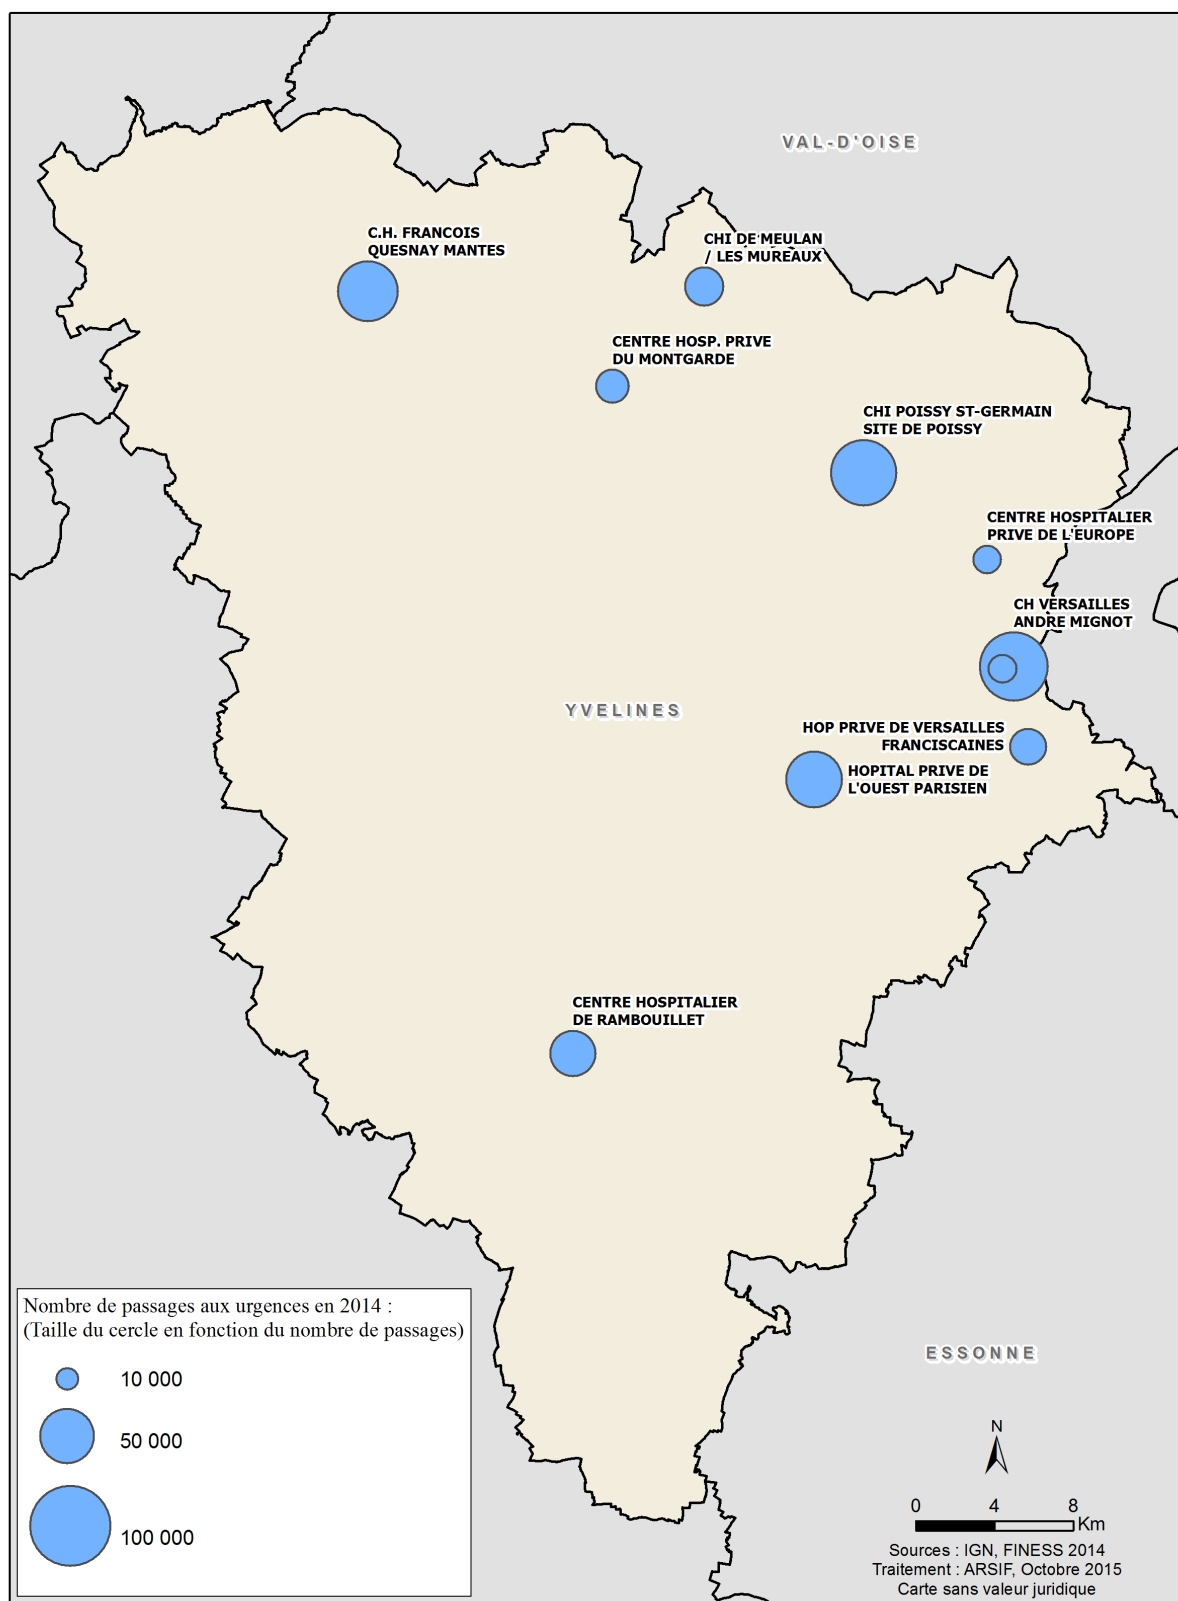 VAL-D'OISE
C.H. FRANCOIS
QUESNAY MANTES
CHI DE MEULAN
/ LES MUREAUX
CENTRE HOSP. PRIVE
DU MONTGARDE
CHI POISSY ST-GERMAIN
SITE DE POISSY
CENTRE HOSPITALIER
PRIVE DE L'EUROPE
CH VERSAILLES
ANDRE MIGNOT
YVELINES
HOP PRIVE DE VERSAILLES
FRANCISCAINES
HOPITAL PRIVE DE
L'OUEST PARISIEN
CENTRE HOSPITALIER
DE RAMBOUILLET
Nombre de passages aux urgences en 2014 :
(Taille du cercle en fonction du nombre de passages)
10 000
50 000
100 000
ESSONNE
N
0 4 8
Km
Sources : IGN, FINESS 2014
Traitement : ARSIF, Octobre 2015
Carte sans valeur juridique